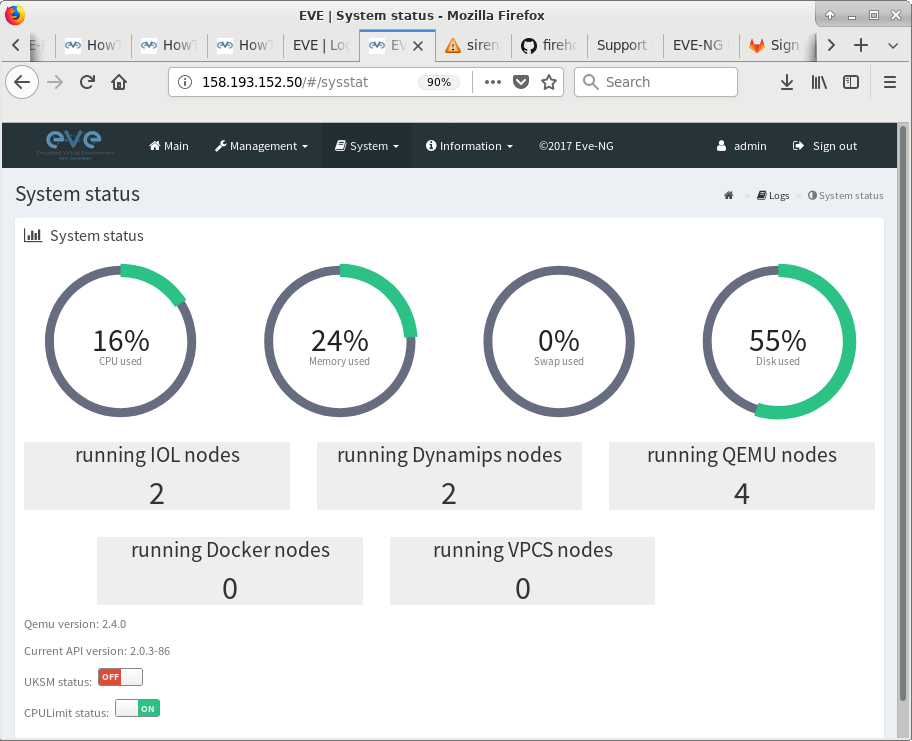 EVE | System status - Mozilla Firefox
HowT HowT HowT EVE | Lo EV siren fireho Support EVE-NG Sign
158.193.152.50/#/sysstat 90% Search
eve Main Management System Information ©2017 Eve-NG admin Sign out
Emulated Virtual Environment
Next Generation
System status Logs System status
System status
16% 24% 0% 55%
CPU used Memory used Swap used Disk used
running IOL nodes running Dynamips nodes running QEMU nodes
2 2 4
running Docker nodes running VPCS nodes
0 0
Qemu version: 2.4.0
Current API version: 2.0.3-86
UKSM status: OFF
CPULimit status: ON